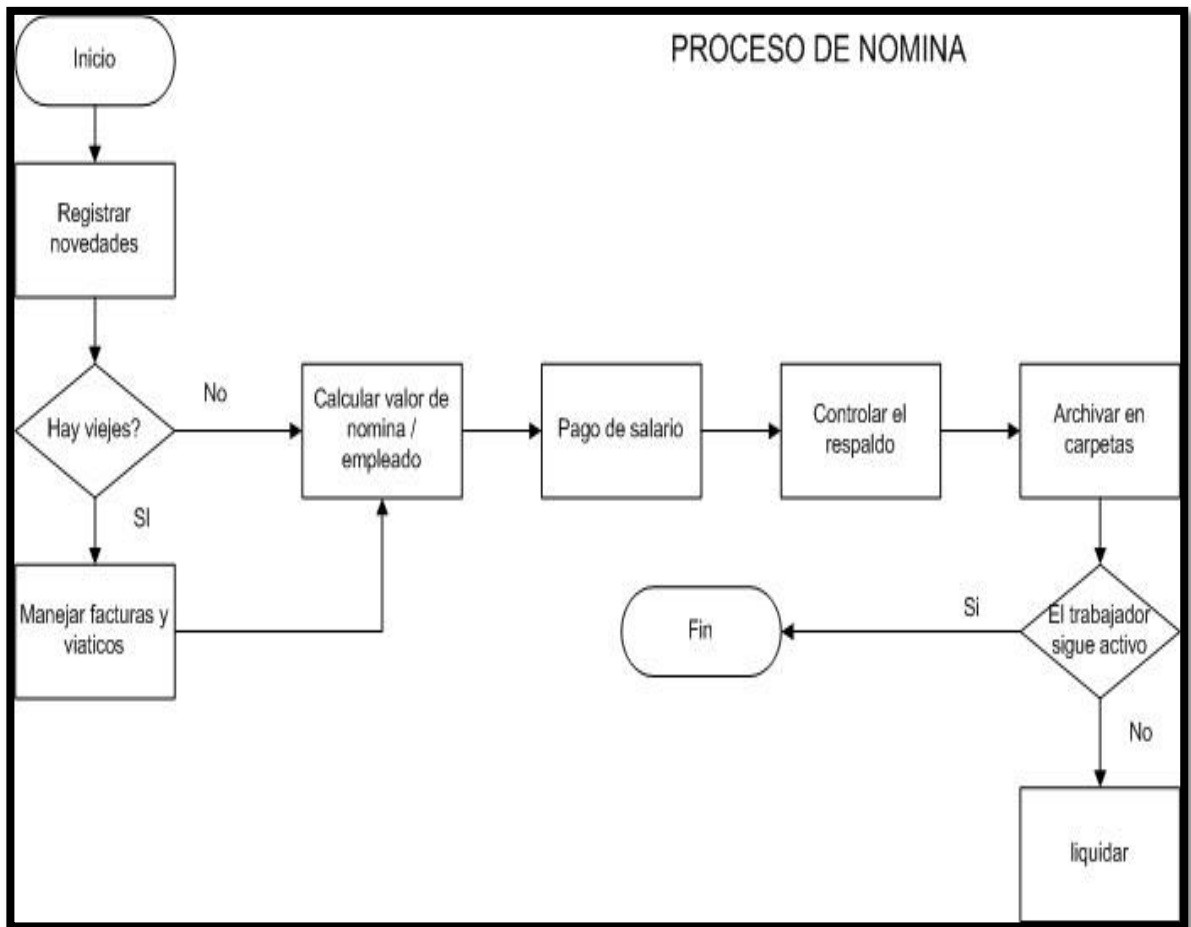 PROCESO DE NOMINA
Inicio
Registrar
novedades
Hay viejes?
No
SI
Manejar facturas y
viaticos
Calcular valor de
nomina /
empleado
Pago de salario
Controlar el
respaldo
Archivar en
carpetas
El trabajador
sigue activo
Si
Fin
No
liquidar